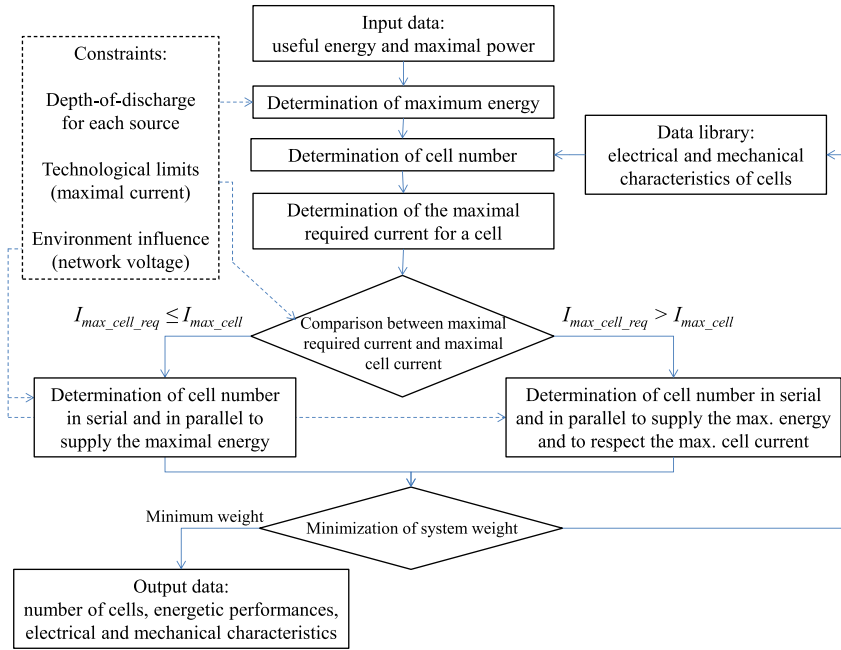 Input data:
useful energy and maximal power
Constraints:
Depth-of-discharge
for each source
Technological limits
(maximal current)
Environment influence
(network voltage)
Determination of maximum energy
Determination of cell number
Data library:
electrical and mechanical
characteristics of cells
Determination of the maximal
required current for a cell
I_max_cell_req ≤ I_max_cell
Comparison between maximal
required current and maximal
cell current
I_max_cell_req > I_max_cell
Determination of cell number
in serial and in parallel to
supply the maximal energy
Determination of cell number in serial
and in parallel to supply the max. energy
and to respect the max. cell current
Minimum weight
Minimization of system weight
Output data:
number of cells, energetic performances,
electrical and mechanical characteristics